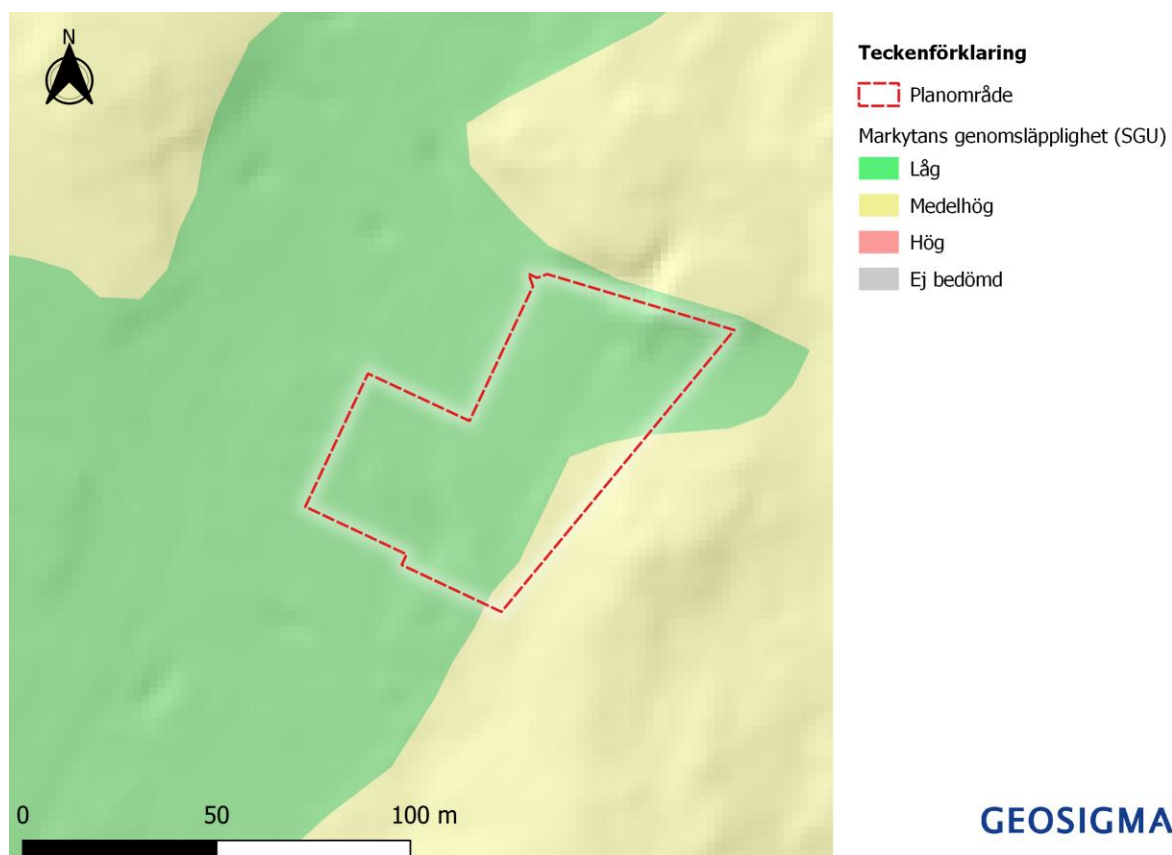 N
Teckenförklaring
Planområde
Markytans genomsläpplighet (SGU)
Låg
Medelhög
Hög
Ej bedömd
0 50 100 m
GEOSIGMA